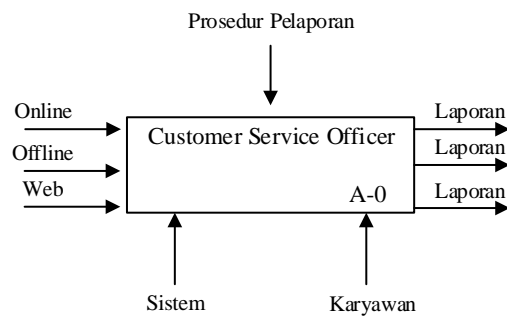 Prosedur Pelaporan
Online
Offline
Web
Customer Service Officer
A-0
Laporan
Laporan
Laporan
Sistem
Karyawan